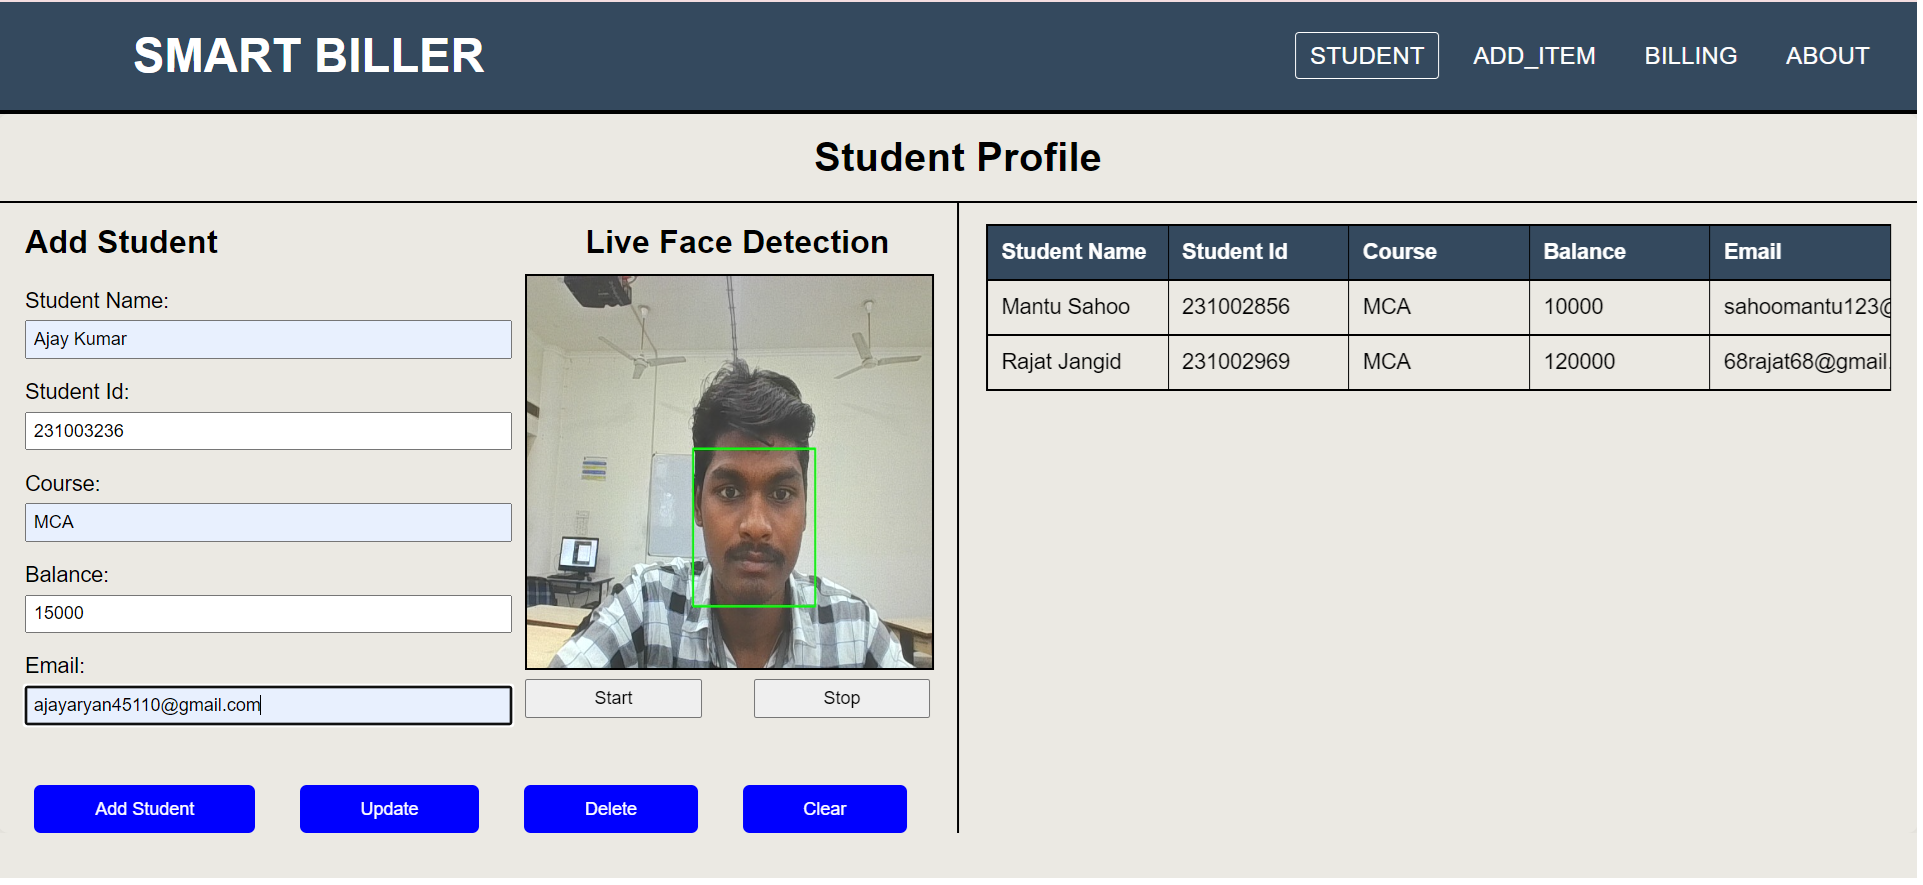 SMART BILLER
STUDENT ADD_ITEM BILLING ABOUT
Student Profile
Add Student
Student Name:
Ajay Kumar
Student Id:
231003236
Course:
MCA
Balance:
15000
Email:
ajayaryan45110@gmail.com
Live Face Detection
Start Stop
Add Student Update Delete Clear
Student Name Student Id Course Balance Email
Mantu Sahoo 231002856 MCA 10000 sahoomantu123@
Rajat Jangid 231002969 MCA 120000 68rajat68@gmail.